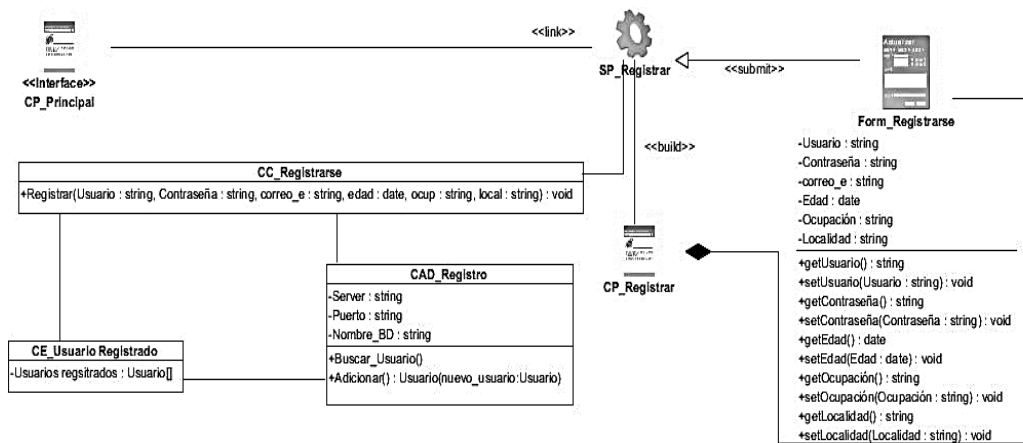 <<link>>
<<interface>>
CP_Principal
SP_Registrar
<<submit>>
Actualizar
Form_Registrarse
-Usuario : string
-Contraseña : string
-correo_e : string
-Edad : date
-Ocupación : string
-Localidad : string
+getUsuario() : string
+setUsuario(Usuario : string) : void
+getContraseña() : string
+setContraseña(Contraseña : string) : void
+getEdad() : date
+setEdad(Edad : date) : void
+getOcupación() : string
+setOcupación(Ocupación : string) : void
+getLocalidad() : string
+setLocalidad(Localidad : string) : void
<<build>>
CC_Registrarse
+Registrar(Usuario : string, Contraseña : string, correo_e : string, edad : date, ocup : string, local : string) : void
CP_Registrar
CAD_Registro
-Server : string
-Puerto : string
-Nombre_BD : string
+Buscar_Usuario()
+Adicionar() : Usuario(nuevo_usuario:Usuario)
CE_Usuario Registrado
-Usuarios regsitrados : Usuario[]